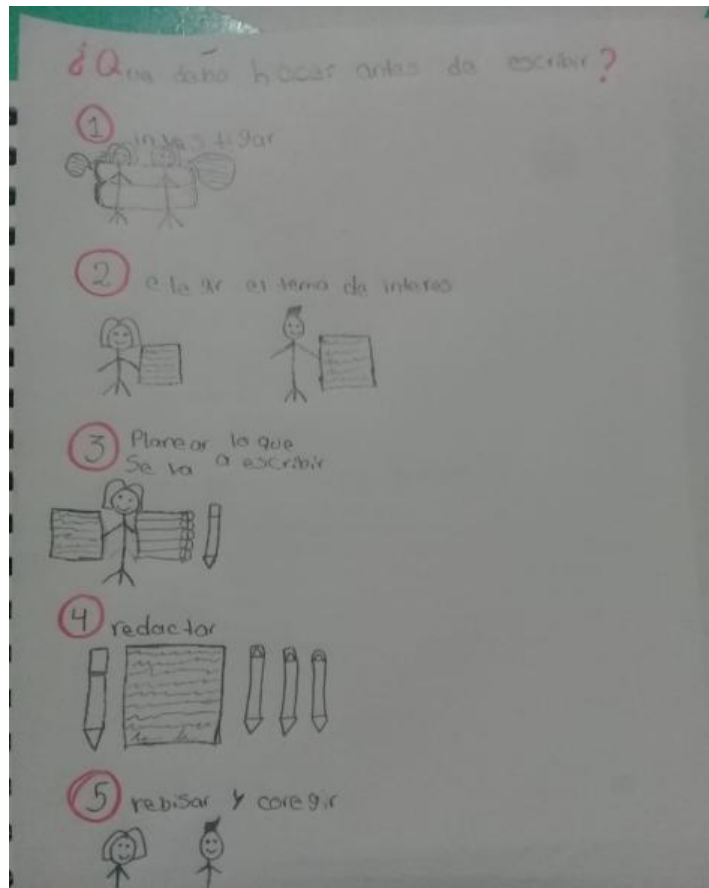 ¿Que debo hacer antes de escribir?
1 investigar
2 elegir el tema de interes
3 Planear lo que
se va a escribir
4 redactar
5 rebisar y coregir